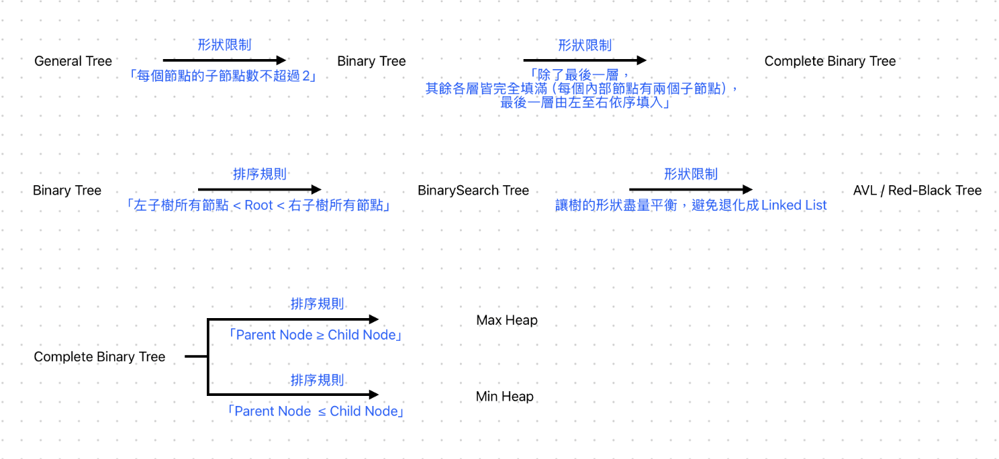 形狀限制
General Tree
Binary Tree
「每個節點的子節點數不超過 2」
形狀限制
Complete Binary Tree
「除了最後一層，
其餘各層皆完全填滿 (每個內部節點有兩個子節點)，
最後一層由左至右依序填入」
排序規則
Binary Tree
BinarySearch Tree
「左子樹所有節點 < Root < 右子樹所有節點」
形狀限制
AVL / Red-Black Tree
讓樹的形狀盡量平衡，避免退化成 Linked List
Complete Binary Tree
排序規則
Max Heap
「Parent Node ≥ Child Node」
排序規則
Min Heap
「Parent Node ≤ Child Node」